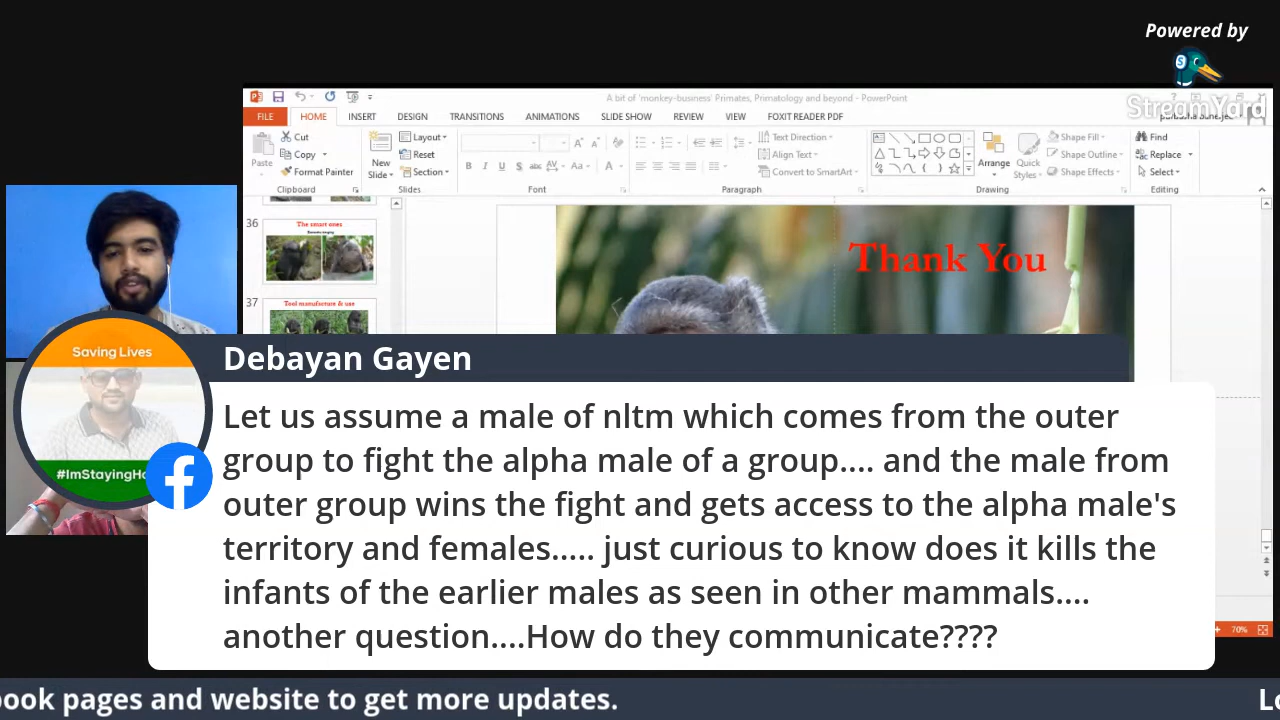 Powered by
StreamYard
A bit of 'monkey-business' Primates, Primatology and beyond - PowerPoint
FILE HOME INSERT DESIGN TRANSITIONS ANIMATIONS SLIDE SHOW REVIEW VIEW FOXIT READER PDF
Cut Layout Text Direction Shape Fill Find
Copy Reset Align Text Shape Outline Replace
Paste Format Painter New Slide Section Convert to SmartArt Arrange Quick Styles Shape Effects Select
Clipboard Slides Font Paragraph Drawing Editing
36
The smart ones
37
Tool manufacture & use
Thank You
Saving Lives
#ImStayingHo
Debayan Gayen
Let us assume a male of nltm which comes from the outer
group to fight the alpha male of a group.... and the male from
outer group wins the fight and gets access to the alpha male's
territory and females..... just curious to know does it kills the
infants of the earlier males as seen in other mammals....
another question....How do they communicate????
70%
book pages and website to get more updates.